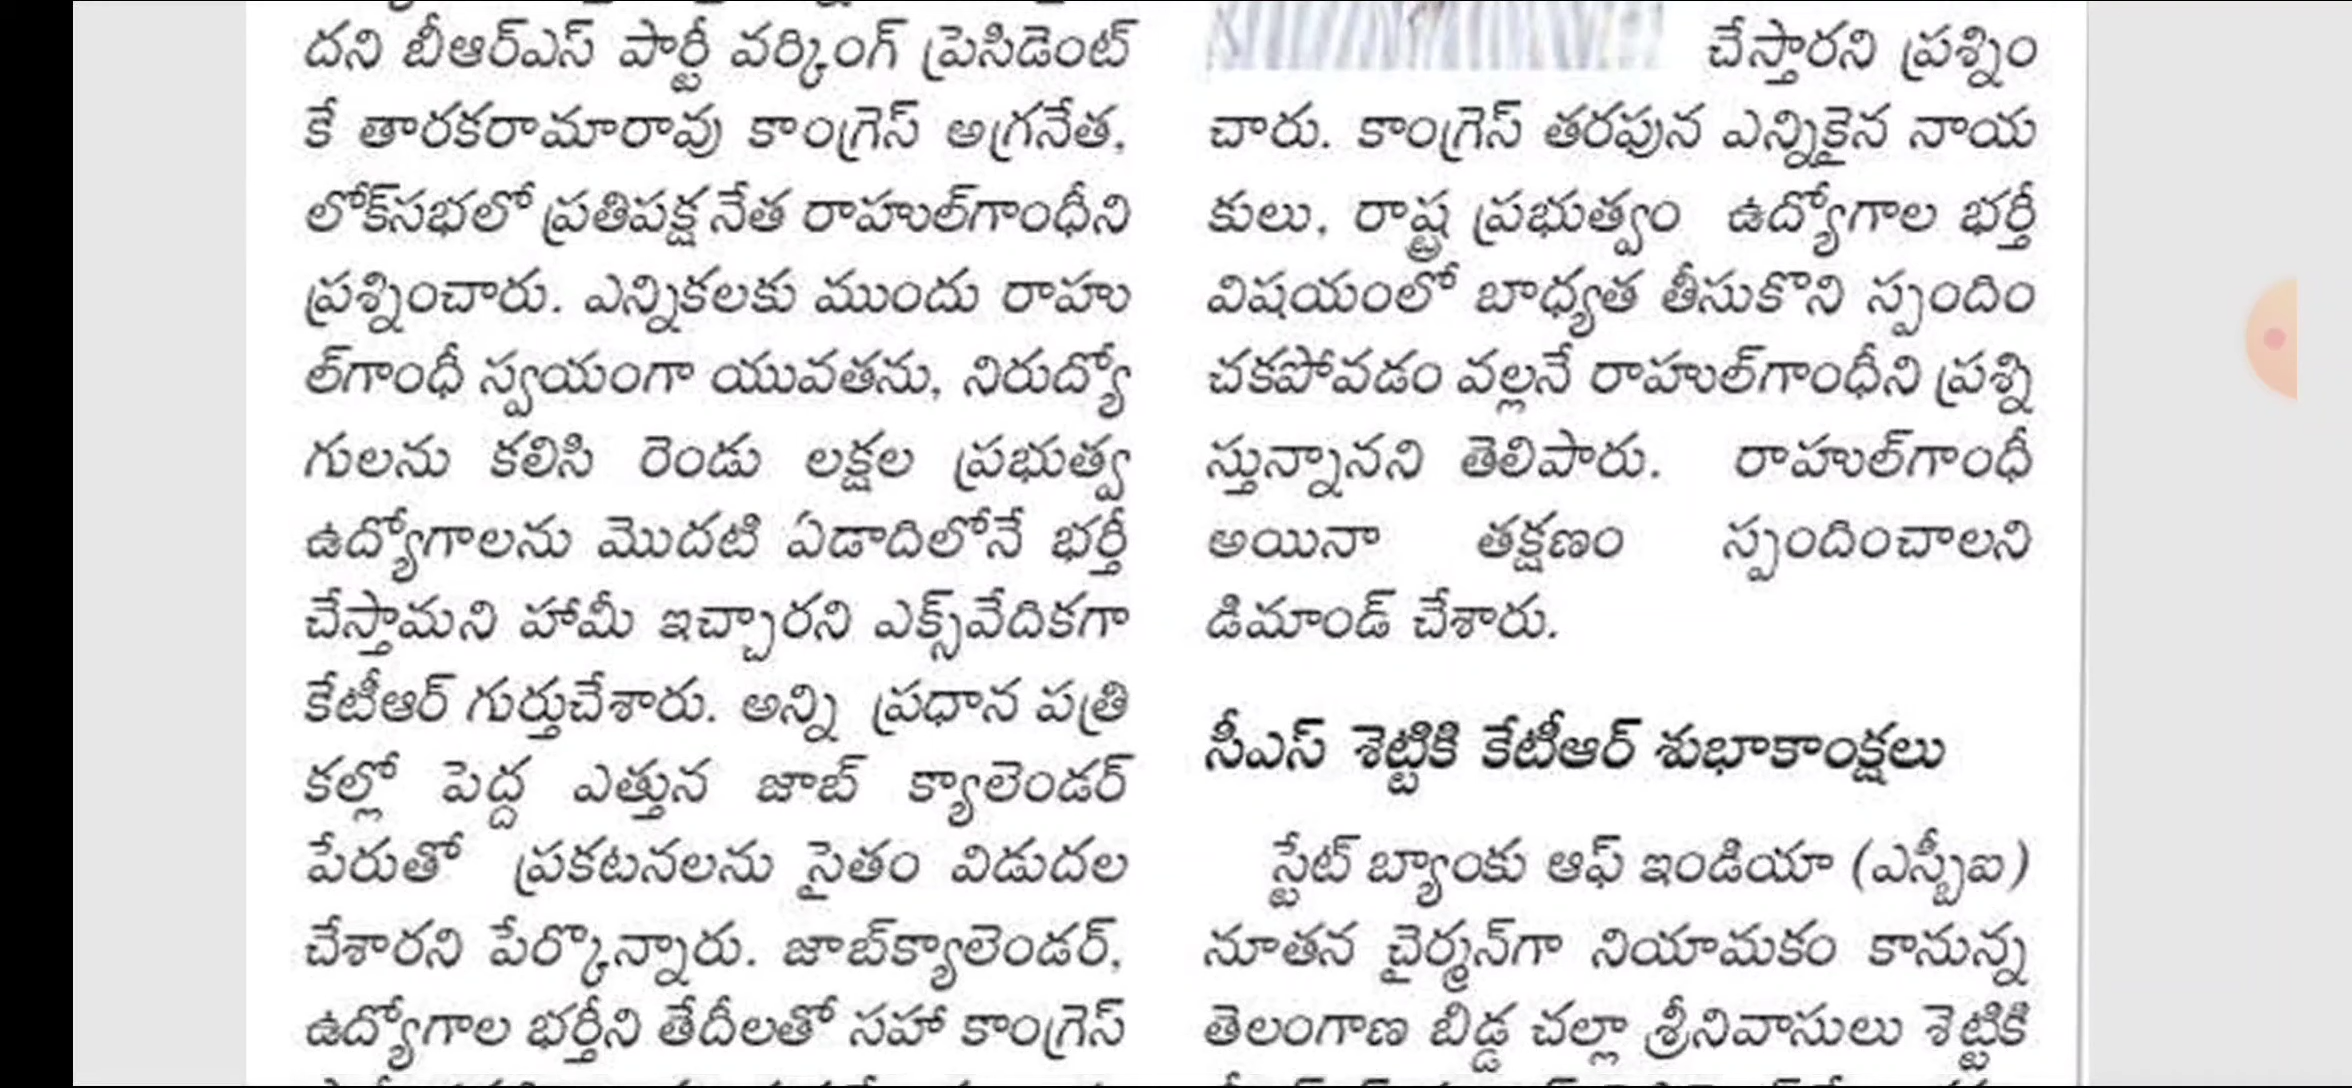 దని బీఆర్ఎస్ పార్టీ వర్కింగ్ ప్రెసిడెంట్
కే తారకరామారావు కాంగ్రెస్ అగ్రనేత,
లోక్‌సభలో ప్రతిపక్ష నేత రాహుల్‌గాంధీని
ప్రశ్నించారు. ఎన్నికలకు ముందు రాహు
ల్‌గాంధీ స్వయంగా యువతను, నిరుద్యో
గులను కలిసి రెండు లక్షల ప్రభుత్వ
ఉద్యోగాలను మొదటి ఏడాదిలోనే భర్తీ
చేస్తామని హామీ ఇచ్చారని ఎక్స్‌వేదికగా
కేటీఆర్ గుర్తుచేశారు. అన్ని ప్రధాన పత్రి
కల్లో పెద్ద ఎత్తున జాబ్ క్యాలెండర్
పేరుతో ప్రకటనలను సైతం విడుదల
చేశారని పేర్కొన్నారు. జాబ్‌క్యాలెండర్,
ఉద్యోగాల భర్తీని తేదీలతో సహా కాంగ్రెస్
చేస్తారని ప్రశ్నిం
చారు. కాంగ్రెస్ తరఫున ఎన్నికైన నాయ
కులు, రాష్ట్ర ప్రభుత్వం ఉద్యోగాల భర్తీ
విషయంలో బాధ్యత తీసుకొని స్పందిం
చకపోవడం వల్లనే రాహుల్‌గాంధీని ప్రశ్ని
స్తున్నానని తెలిపారు. రాహుల్‌గాంధీ
అయినా తక్షణం స్పందించాలని
డిమాండ్ చేశారు.
సీఎస్ శెట్టికి కేటీఆర్ శుభాకాంక్షలు
స్టేట్ బ్యాంకు ఆఫ్ ఇండియా (ఎస్బీఐ)
నూతన చైర్మన్‌గా నియామకం కానున్న
తెలంగాణ బిడ్డ చల్లా శ్రీనివాసులు శెట్టికి